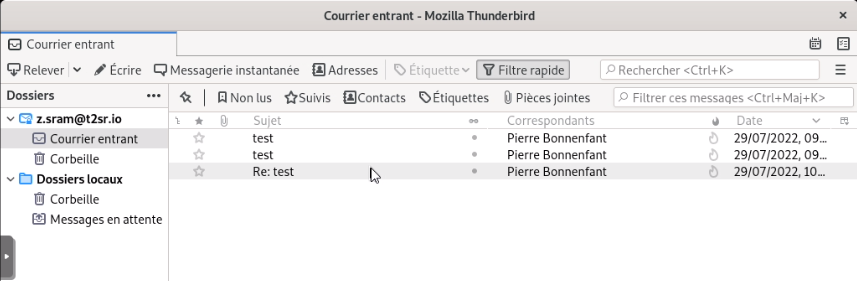 Courrier entrant - Mozilla Thunderbird
Courrier entrant
Relever Écrire Messagerie instantanée Adresses Étiquette Filtre rapide Rechercher <Ctrl+K>
Dossiers
Non lus Suivis Contacts Étiquettes Pièces jointes Filtrer ces messages <Ctrl+Maj+K>
z.sram@t2sr.io
Courrier entrant
Corbeille
Dossiers locaux
Corbeille
Messages en attente
Sujet Correspondants Date
test Pierre Bonnenfant 29/07/2022, 09...
test Pierre Bonnenfant 29/07/2022, 09...
Re: test Pierre Bonnenfant 29/07/2022, 10...